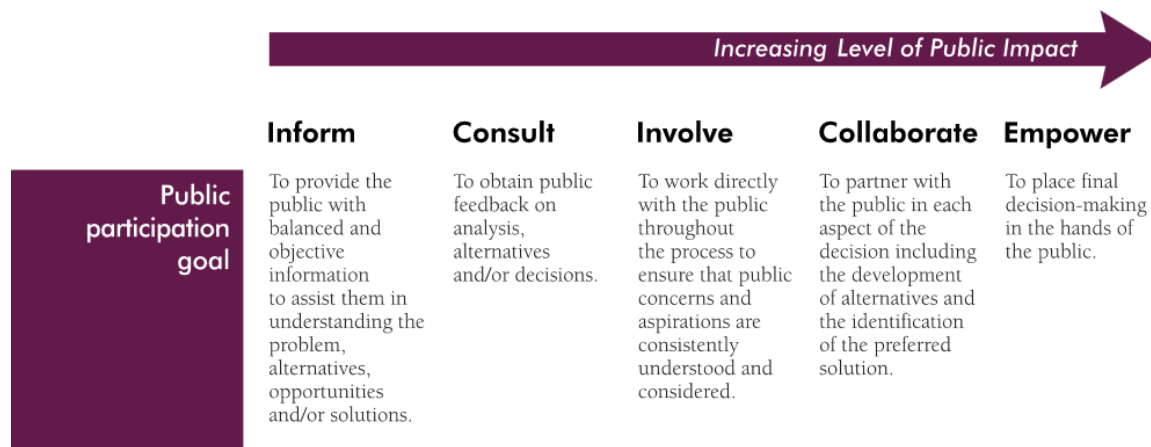 Increasing Level of Public Impact
Inform
Consult
Involve
Collaborate
Empower
Public
participation
goal
To provide the
public with
balanced and
objective
information
to assist them in
understanding the
problem,
alternatives,
opportunities
and/or solutions.
To obtain public
feedback on
analysis,
alternatives
and/or decisions.
To work directly
with the public
throughout
the process to
ensure that public
concerns and
aspirations are
consistently
understood and
considered.
To partner with
the public in each
aspect of the
decision including
the development
of alternatives and
the identification
of the preferred
solution.
To place final
decision-making
in the hands of
the public.